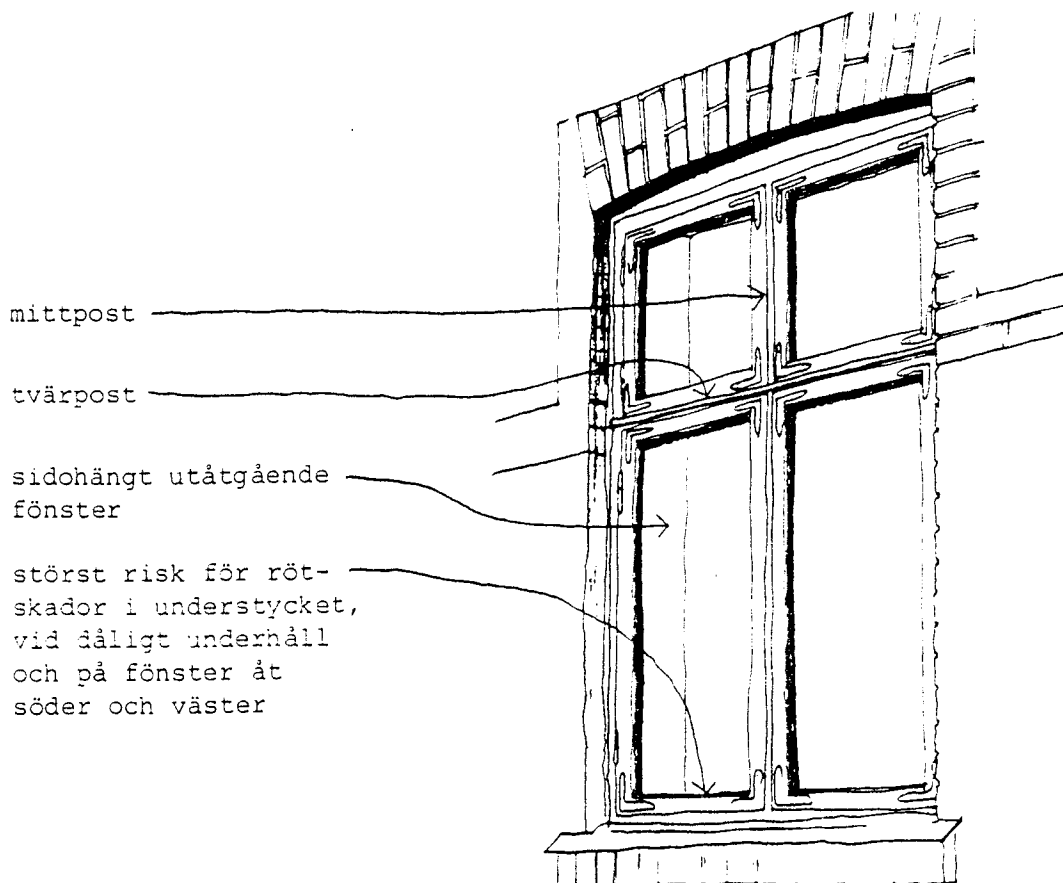 mittpost
tvärpost
sidohängt utåtgående
fönster
störst risk för röt-
skador i understycket,
vid dåligt underhåll
och på fönster åt
söder och väster